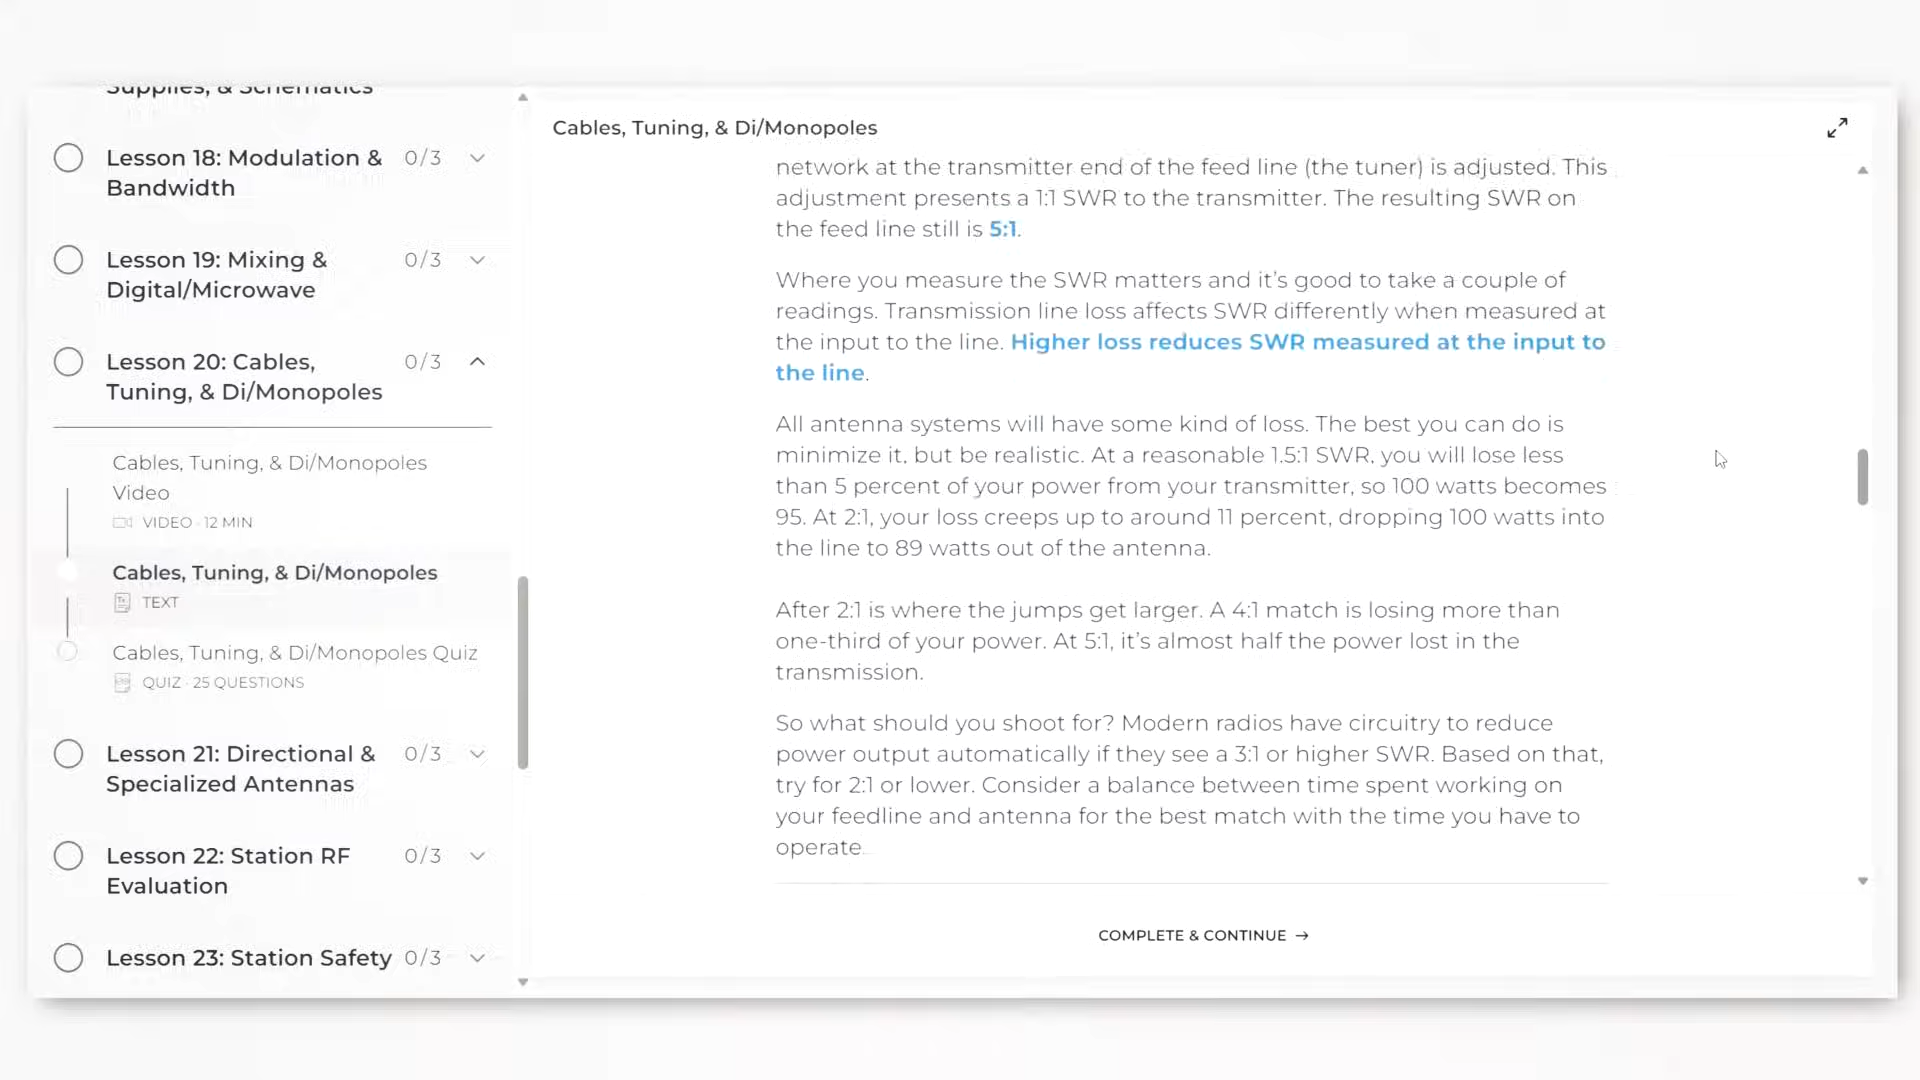 Supplies, & Schematics
Lesson 18: Modulation & 0/3
Bandwidth
Lesson 19: Mixing & 0/3
Digital/Microwave
Lesson 20: Cables, 0/3
Tuning, & Di/Monopoles
Cables, Tuning, & Di/Monopoles
Video
VIDEO · 12 MIN
Cables, Tuning, & Di/Monopoles
TEXT
Cables, Tuning, & Di/Monopoles Quiz
QUIZ · 25 QUESTIONS
Lesson 21: Directional & 0/3
Specialized Antennas
Lesson 22: Station RF 0/3
Evaluation
Lesson 23: Station Safety 0/3
Cables, Tuning, & Di/Monopoles
network at the transmitter end of the feed line (the tuner) is adjusted. This
adjustment presents a 1:1 SWR to the transmitter. The resulting SWR on
the feed line still is 5:1.
Where you measure the SWR matters and it's good to take a couple of
readings. Transmission line loss affects SWR differently when measured at
the input to the line. Higher loss reduces SWR measured at the input to
the line.
All antenna systems will have some kind of loss. The best you can do is
minimize it, but be realistic. At a reasonable 1.5:1 SWR, you will lose less
than 5 percent of your power from your transmitter, so 100 watts becomes
95. At 2:1, your loss creeps up to around 11 percent, dropping 100 watts into
the line to 89 watts out of the antenna.
After 2:1 is where the jumps get larger. A 4:1 match is losing more than
one-third of your power. At 5:1, it's almost half the power lost in the
transmission.
So what should you shoot for? Modern radios have circuitry to reduce
power output automatically if they see a 3:1 or higher SWR. Based on that,
try for 2:1 or lower. Consider a balance between time spent working on
your feedline and antenna for the best match with the time you have to
operate.
COMPLETE & CONTINUE →